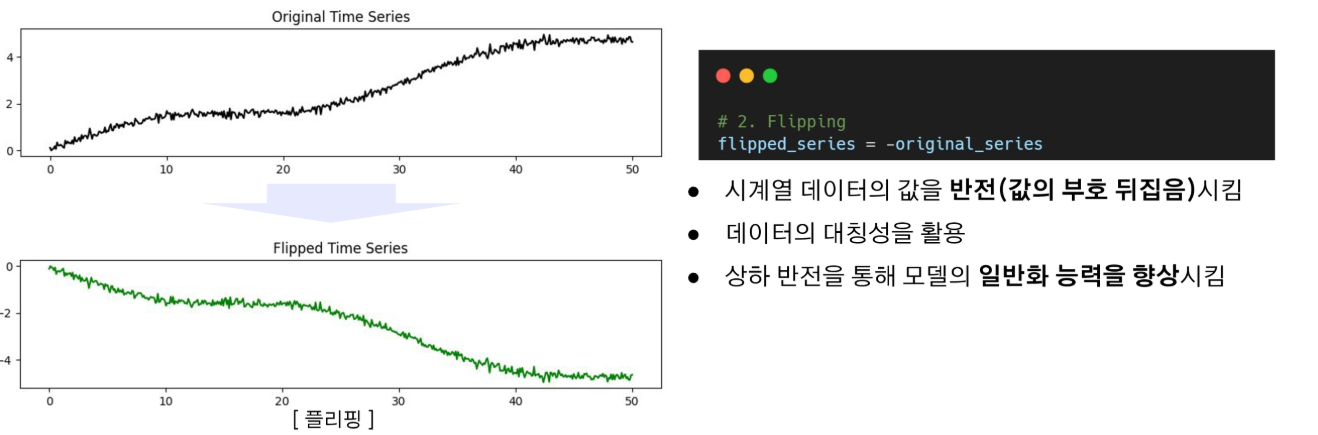 Original Time Series
4
2
0
0 10 20 30 40 50
Flipped Time Series
0
−2
−4
0 10 20 30 40 50
[ 플리핑 ]
# 2. Flipping
flipped_series = -original_series
● 시계열 데이터의 값을 반전(값의 부호 뒤집음)시킴
● 데이터의 대칭성을 활용
● 상하 반전을 통해 모델의 일반화 능력을 향상시킴